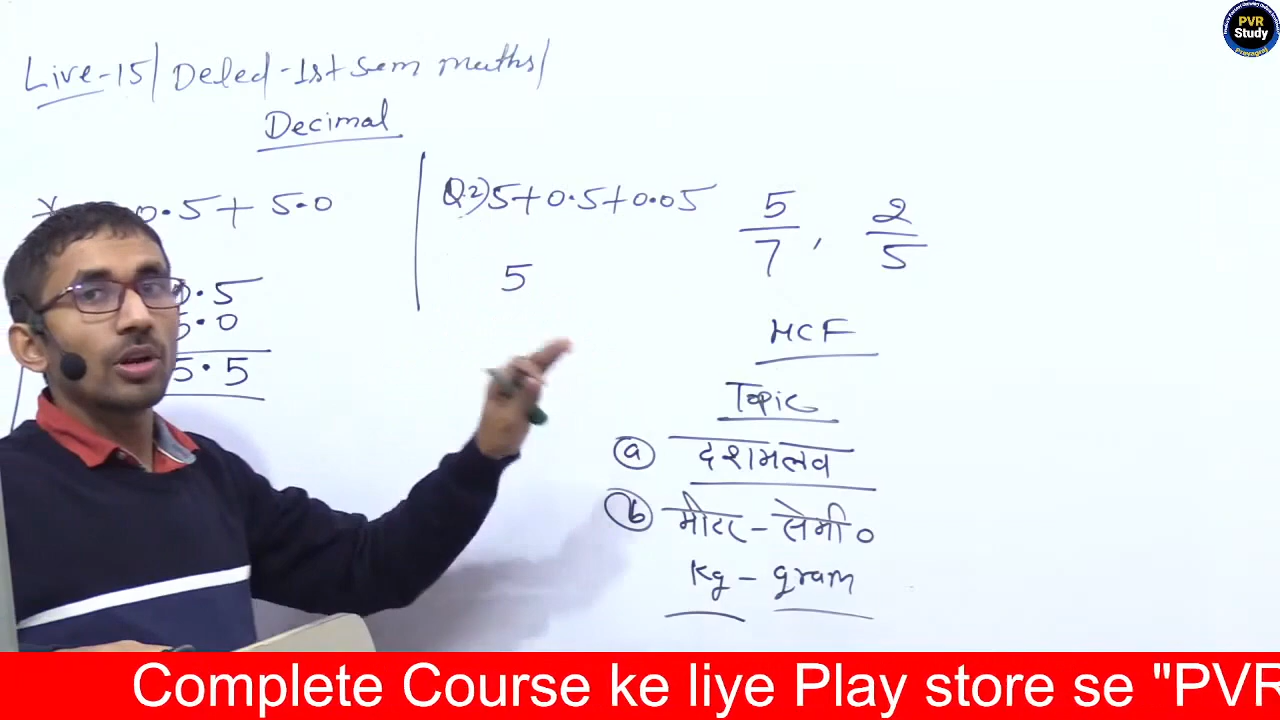 Live-15/ Deled-1st Sem maths/
Decimal
0.5+5.0
0.5
5.0
5.5
Q.2) 5+0.5+0.05
5
5/7, 2/5
HCF
Topic
(a) दशमलव
(b) मीटर - सेमी०
Kg - gram
PVR
Study
Prayagraj
Complete Course ke liye Play store se "PVR